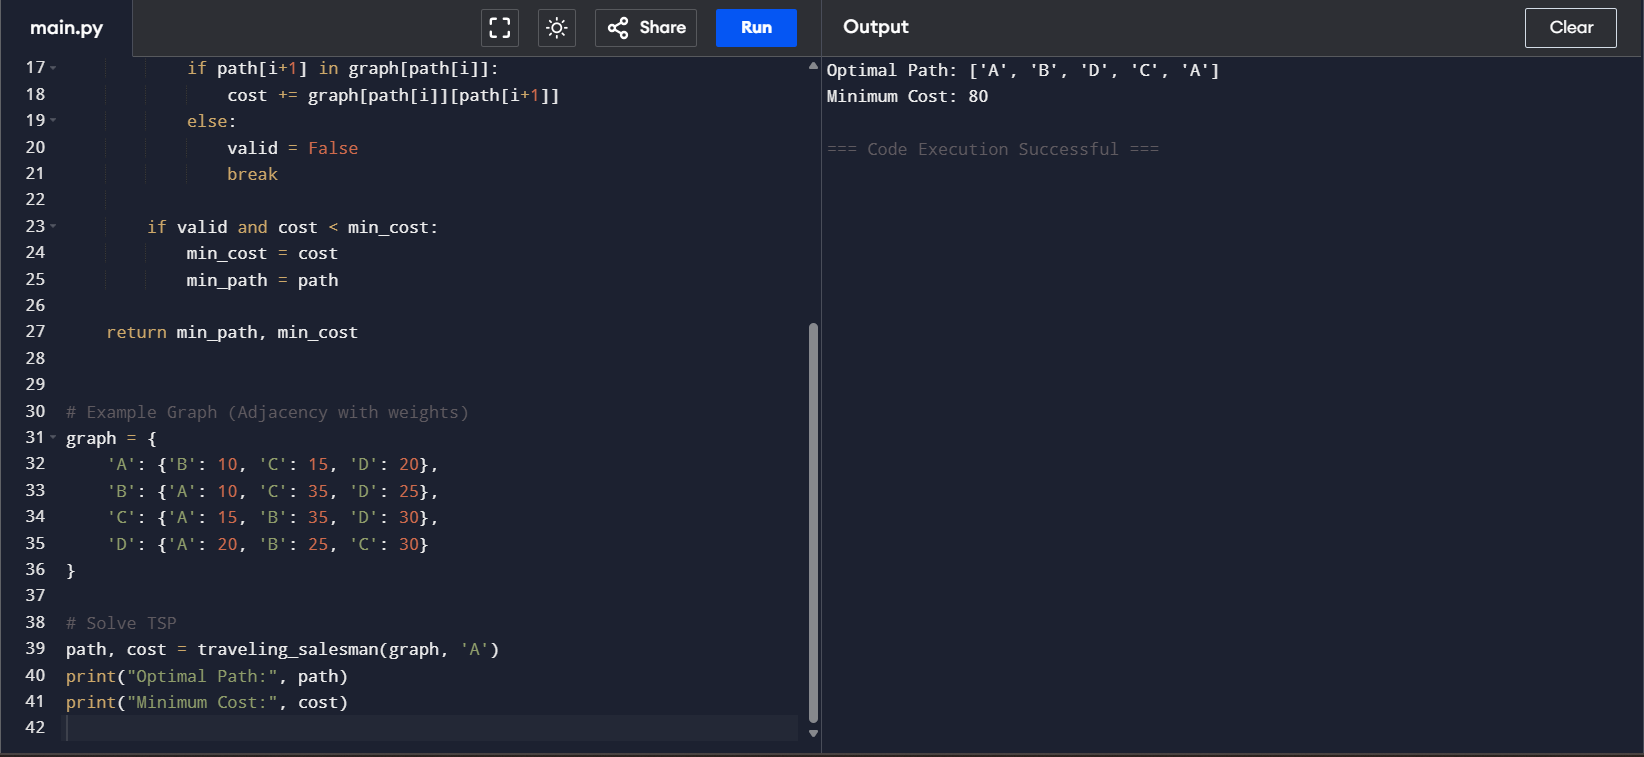 main.py
Share
Run
Output
Clear
17 if path[i+1] in graph[path[i]]:
18 cost += graph[path[i]][path[i+1]]
19 else:
20 valid = False
21 break
22
23 if valid and cost < min_cost:
24 min_cost = cost
25 min_path = path
26
27 return min_path, min_cost
28
29
30 # Example Graph (Adjacency with weights)
31 graph = {
32 'A': {'B': 10, 'C': 15, 'D': 20},
33 'B': {'A': 10, 'C': 35, 'D': 25},
34 'C': {'A': 15, 'B': 35, 'D': 30},
35 'D': {'A': 20, 'B': 25, 'C': 30}
36 }
37
38 # Solve TSP
39 path, cost = traveling_salesman(graph, 'A')
40 print("Optimal Path:", path)
41 print("Minimum Cost:", cost)
42
Optimal Path: ['A', 'B', 'D', 'C', 'A']
Minimum Cost: 80
=== Code Execution Successful ===